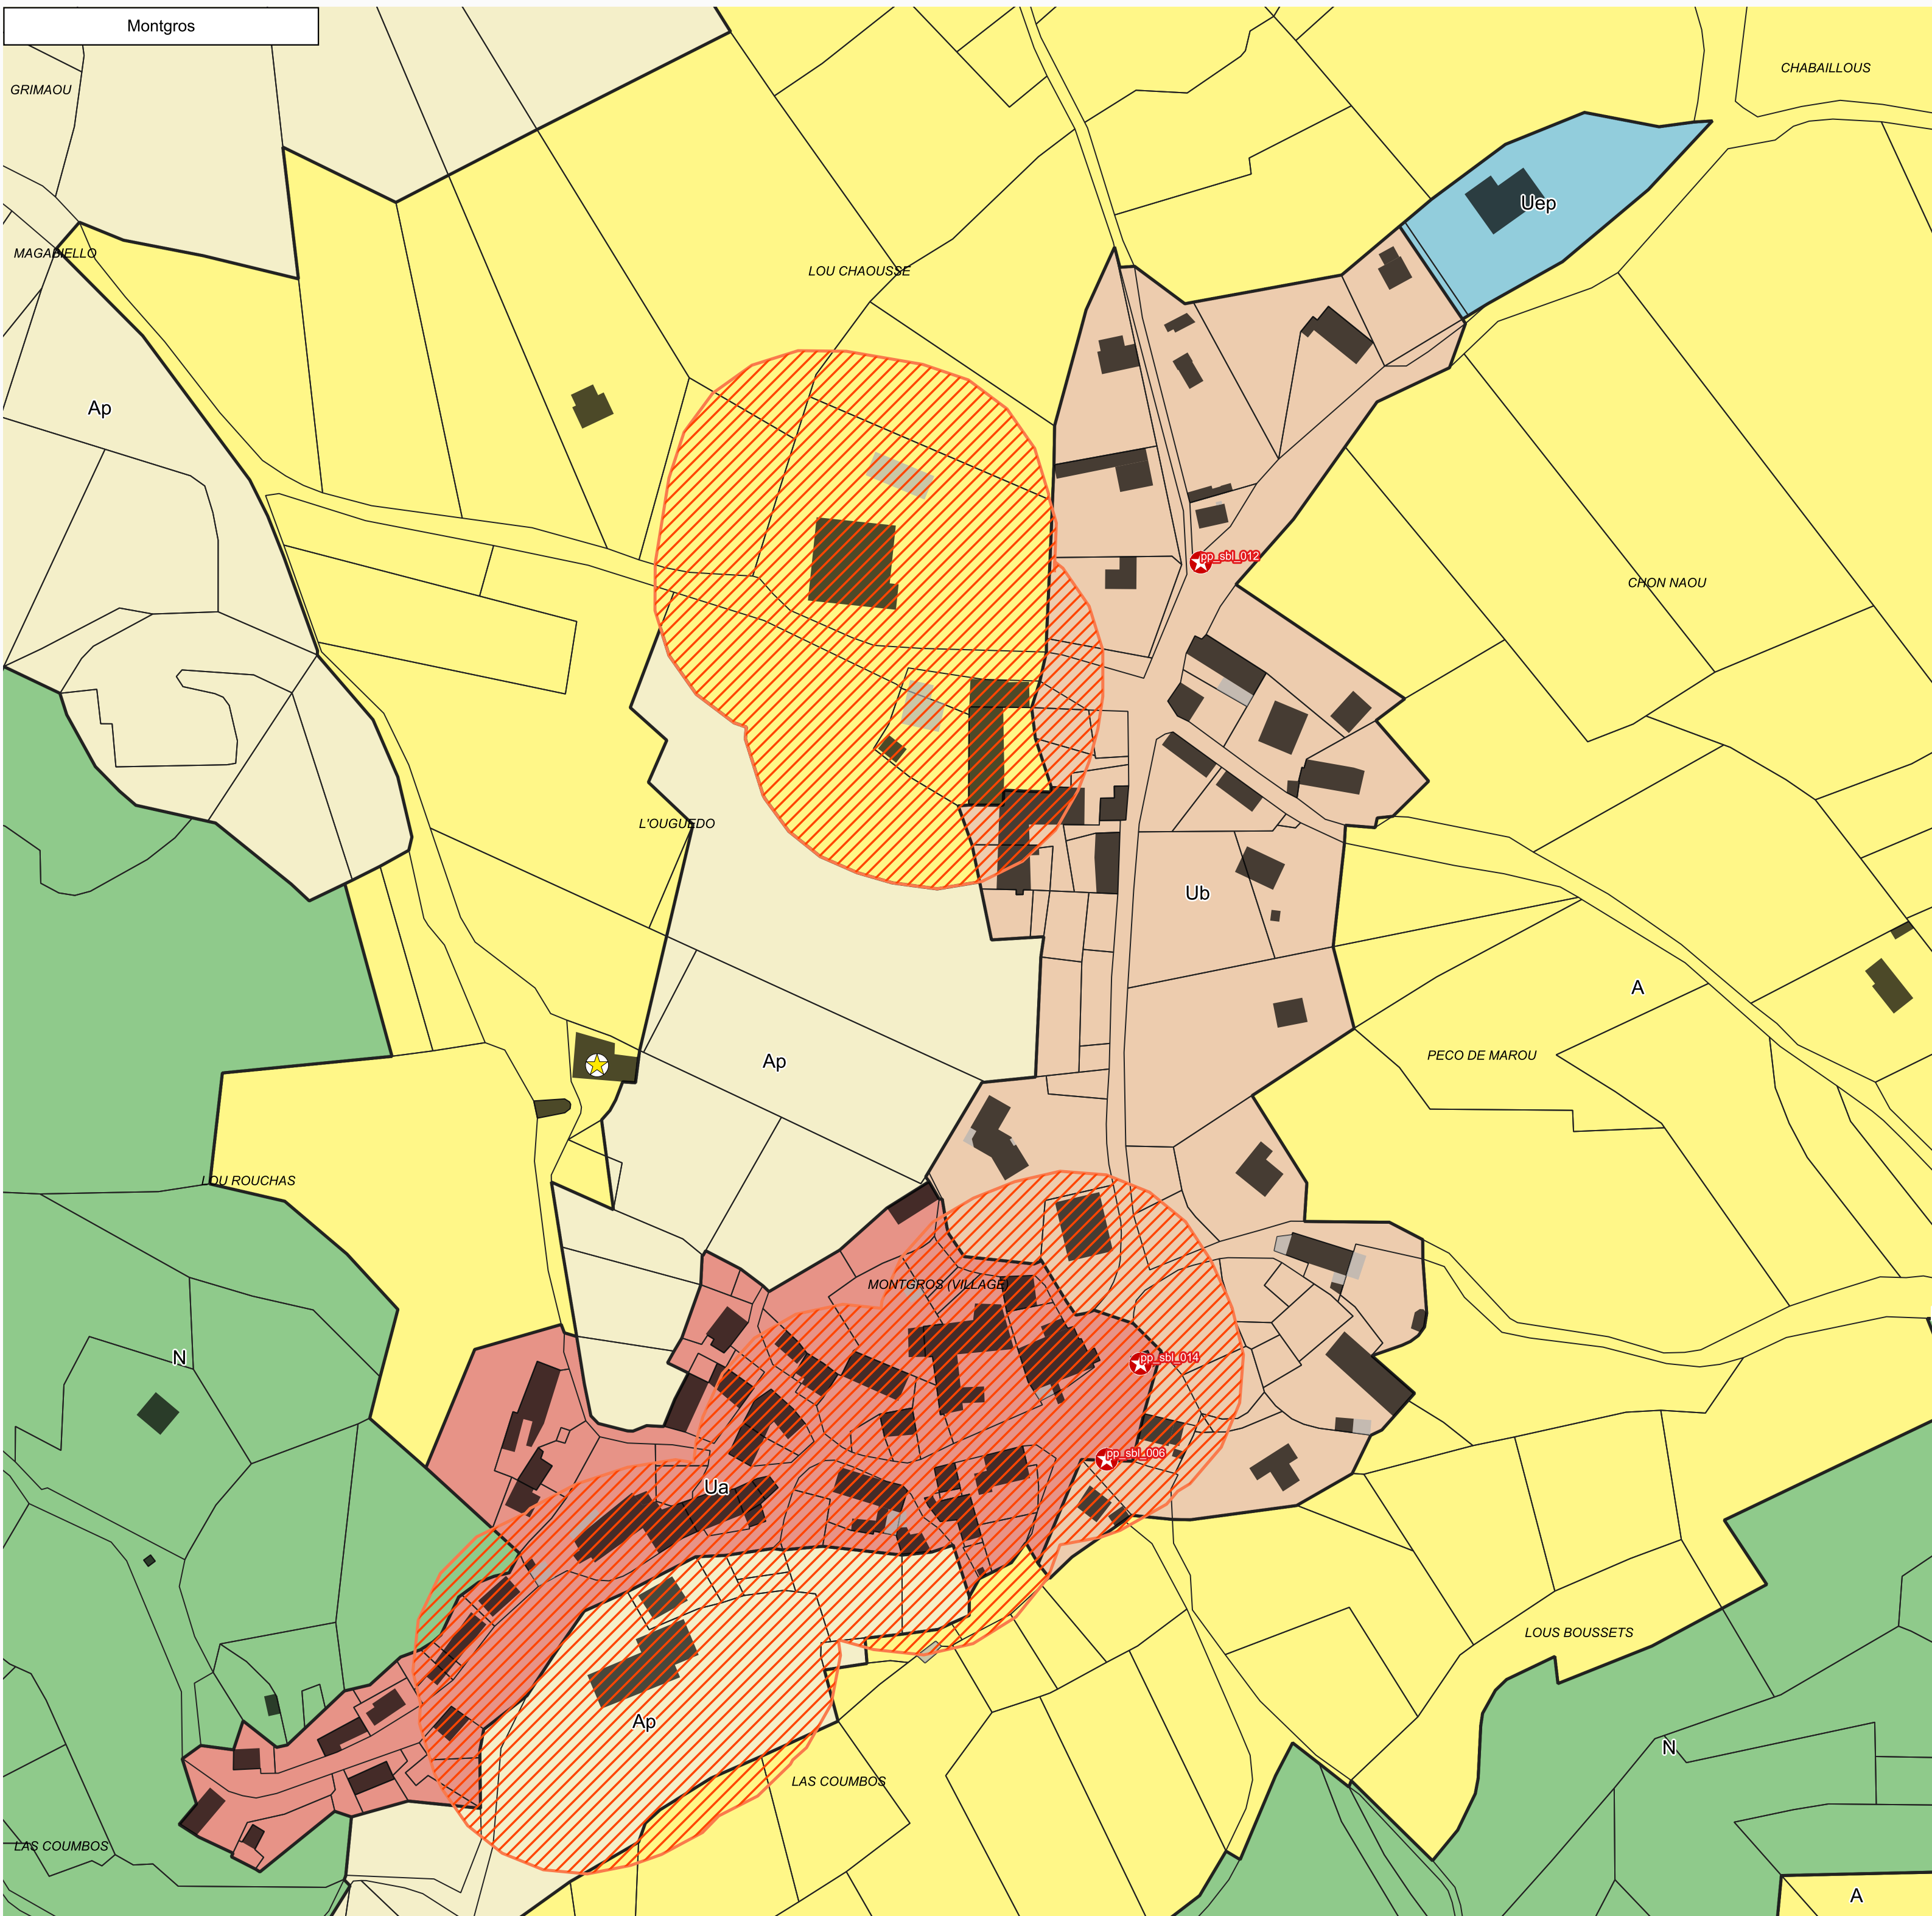 Montgros
CHABAILLOUS
GRIMAOU
Uep
MAGABIELLO
LOU CHAOUSSE
Ap
pp_sbl_012
CHON NAOU
L'OUGUEDO
Ub
A
PECO DE MAROU
Ap
LOU ROUCHAS
MONTGROS (VILLAGE)
N
pp_sbl_014
pp_sbl_006
Ua
LOUS BOUSSETS
Ap
N
LAS COUMBOS
LAS COUMBOS
A